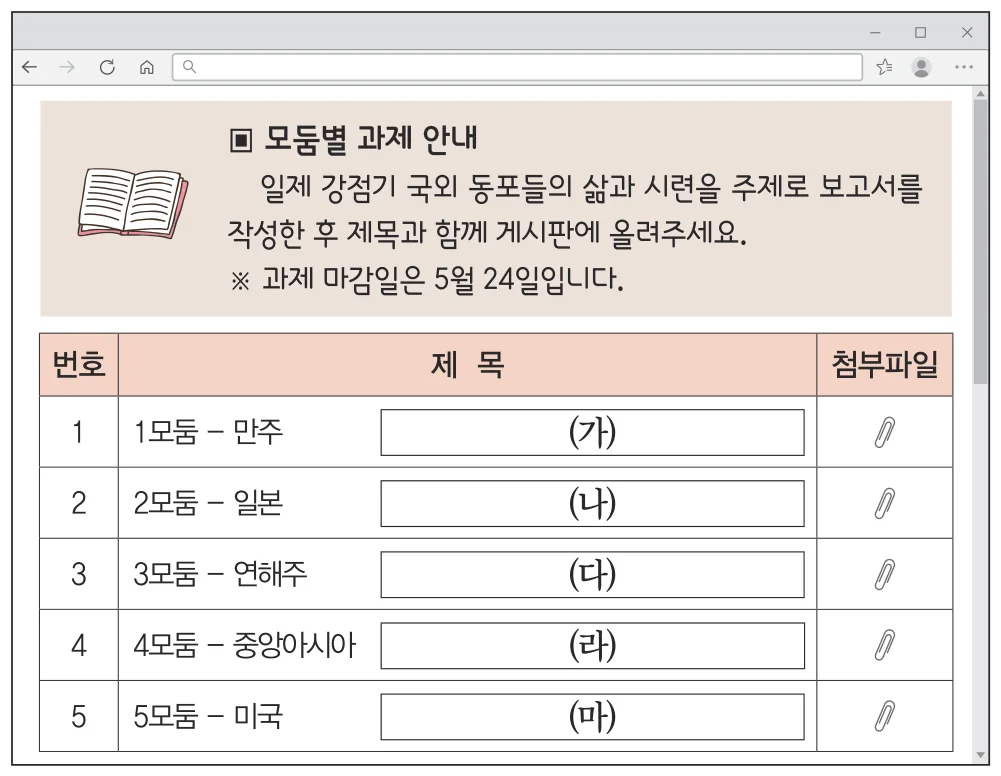 ▣ 모둠별 과제 안내
일제 강점기 국외 동포들의 삶과 시련을 주제로 보고서를
작성한 후 제목과 함께 게시판에 올려주세요.
※ 과제 마감일은 5월 24일입니다.
번호 제 목 첨부파일
1 1모둠 – 만주 (가)
2 2모둠 – 일본 (나)
3 3모둠 – 연해주 (다)
4 4모둠 – 중앙아시아 (라)
5 5모둠 – 미국 (마)